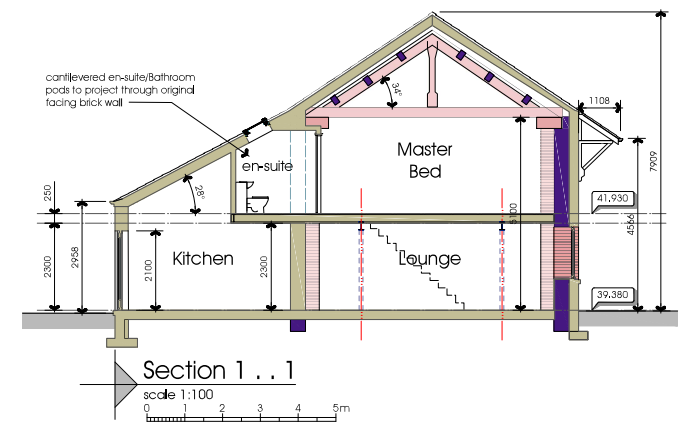 cantilevered en-suite/Bathroom
pods to project through original
facing brick wall
34°
1108
en-suite
Master
Bed
28°
7909
250
41.930
4566
5100
2300
2958
2100
Kitchen
2300
Lounge
39.380
Section 1 . . 1
scale 1:100
0 1 2 3 4 5m